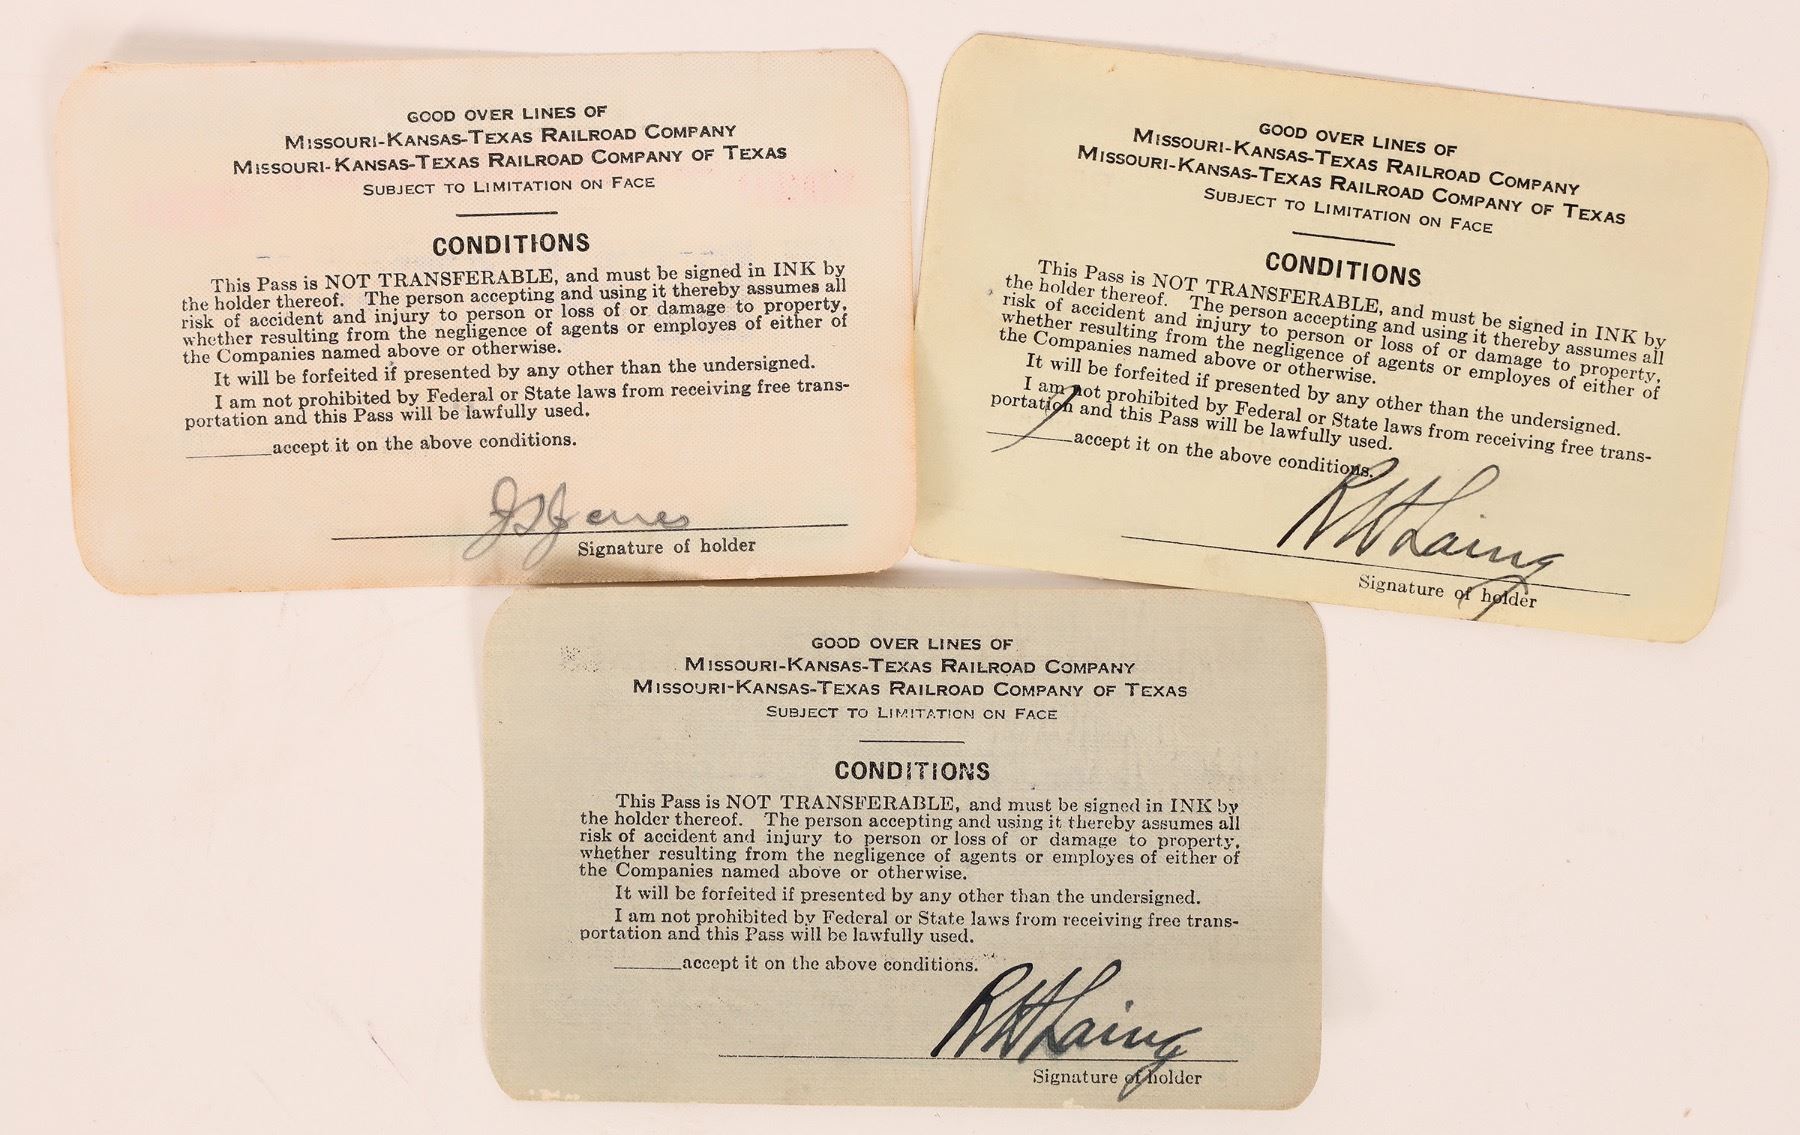 GOOD OVER LINES OF
MISSOURI-KANSAS-TEXAS RAILROAD COMPANY
MISSOURI-KANSAS-TEXAS RAILROAD COMPANY OF TEXAS
SUBJECT TO LIMITATION ON FACE
CONDITIONS
This Pass is NOT TRANSFERABLE, and must be signed in INK by
the holder thereof. The person accepting and using it thereby assumes all
risk of accident and injury to person or loss of or damage to property,
whether resulting from the negligence of agents or employes of either of
the Companies named above or otherwise.
It will be forfeited if presented by any other than the undersigned.
I am not prohibited by Federal or State laws from receiving free trans-
portation and this Pass will be lawfully used.
______accept it on the above conditions.
Signature of holder
GOOD OVER LINES OF
MISSOURI-KANSAS-TEXAS RAILROAD COMPANY
MISSOURI-KANSAS-TEXAS RAILROAD COMPANY OF TEXAS
SUBJECT TO LIMITATION ON FACE
CONDITIONS
This Pass is NOT TRANSFERABLE, and must be signed in INK by
the holder thereof. The person accepting and using it thereby assumes all
risk of accident and injury to person or loss of or damage to property,
whether resulting from the negligence of agents or employes of either of
the Companies named above or otherwise.
It will be forfeited if presented by any other than the undersigned.
I am not prohibited by Federal or State laws from receiving free trans-
portation and this Pass will be lawfully used.
______accept it on the above conditions.
R H Laing
Signature of holder
GOOD OVER LINES OF
MISSOURI-KANSAS-TEXAS RAILROAD COMPANY
MISSOURI-KANSAS-TEXAS RAILROAD COMPANY OF TEXAS
SUBJECT TO LIMITATION ON FACE
CONDITIONS
This Pass is NOT TRANSFERABLE, and must be signed in INK by
the holder thereof. The person accepting and using it thereby assumes all
risk of accident and injury to person or loss of or damage to property,
whether resulting from the negligence of agents or employes of either of
the Companies named above or otherwise.
It will be forfeited if presented by any other than the undersigned.
I am not prohibited by Federal or State laws from receiving free trans-
portation and this Pass will be lawfully used.
______accept it on the above conditions.
R H Laing
Signature of holder